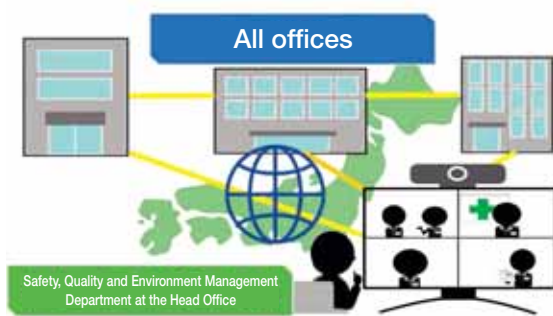 All offices
Safety, Quality and Environment Management
Department at the Head Office